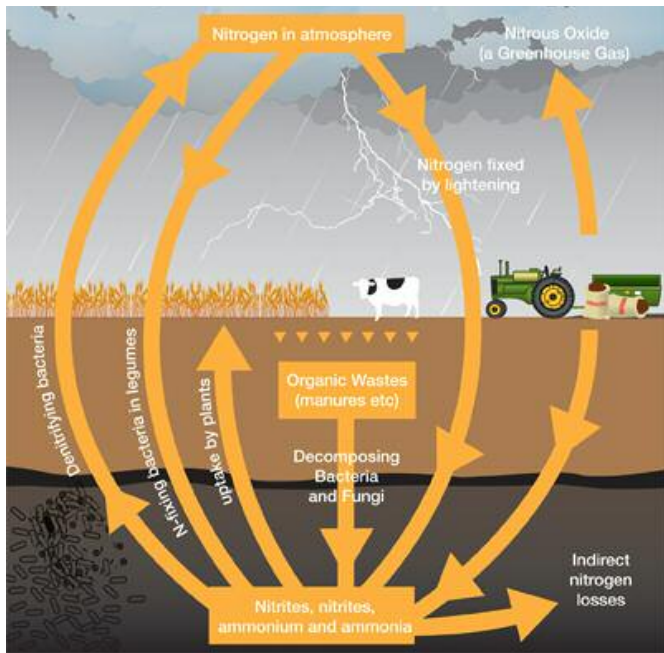 Nitrogen in atmosphere
Nitrous Oxide
(a Greenhouse Gas)
Nitrogen fixed
by lightening
Denitrifying bacteria
N-fixing bacteria in legumes
uptake by plants
Organic Wastes
(manures etc)
Decomposing
Bacteria
and Fungi
Indirect
nitrogen
losses
Nitrites, nitrites,
ammonium and ammonia